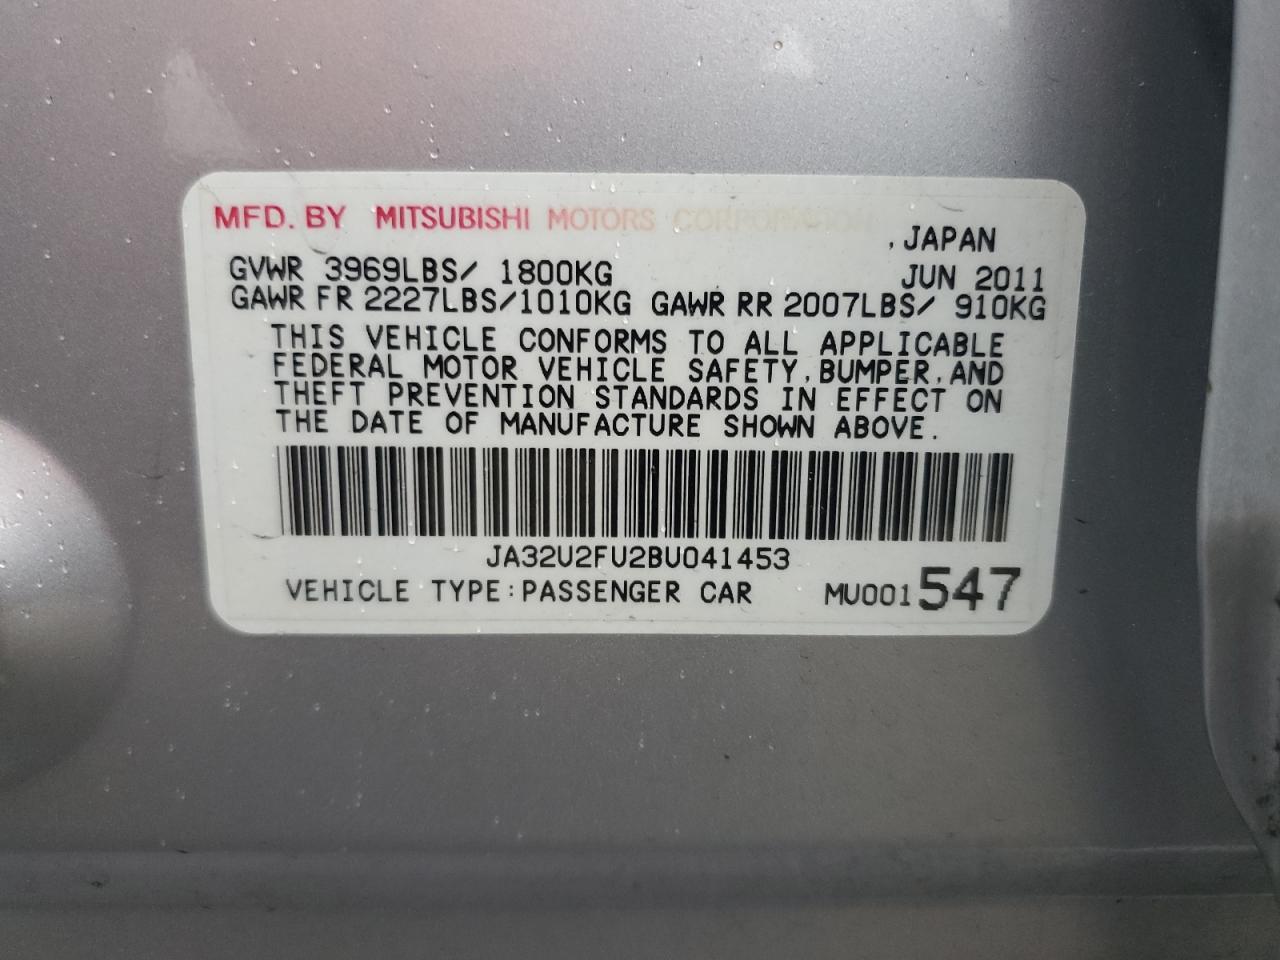 MFD. BY MITSUBISHI MOTORS CORPORATION
, JAPAN
GVWR 3969LBS/ 1800KG JUN 2011
GAWR FR 2227LBS/1010KG GAWR RR 2007LBS/ 910KG
THIS VEHICLE CONFORMS TO ALL APPLICABLE
FEDERAL MOTOR VEHICLE SAFETY, BUMPER, AND
THEFT PREVENTION STANDARDS IN EFFECT ON
THE DATE OF MANUFACTURE SHOWN ABOVE.
JA32U2FU2BU041453
VEHICLE TYPE:PASSENGER CAR MU001547